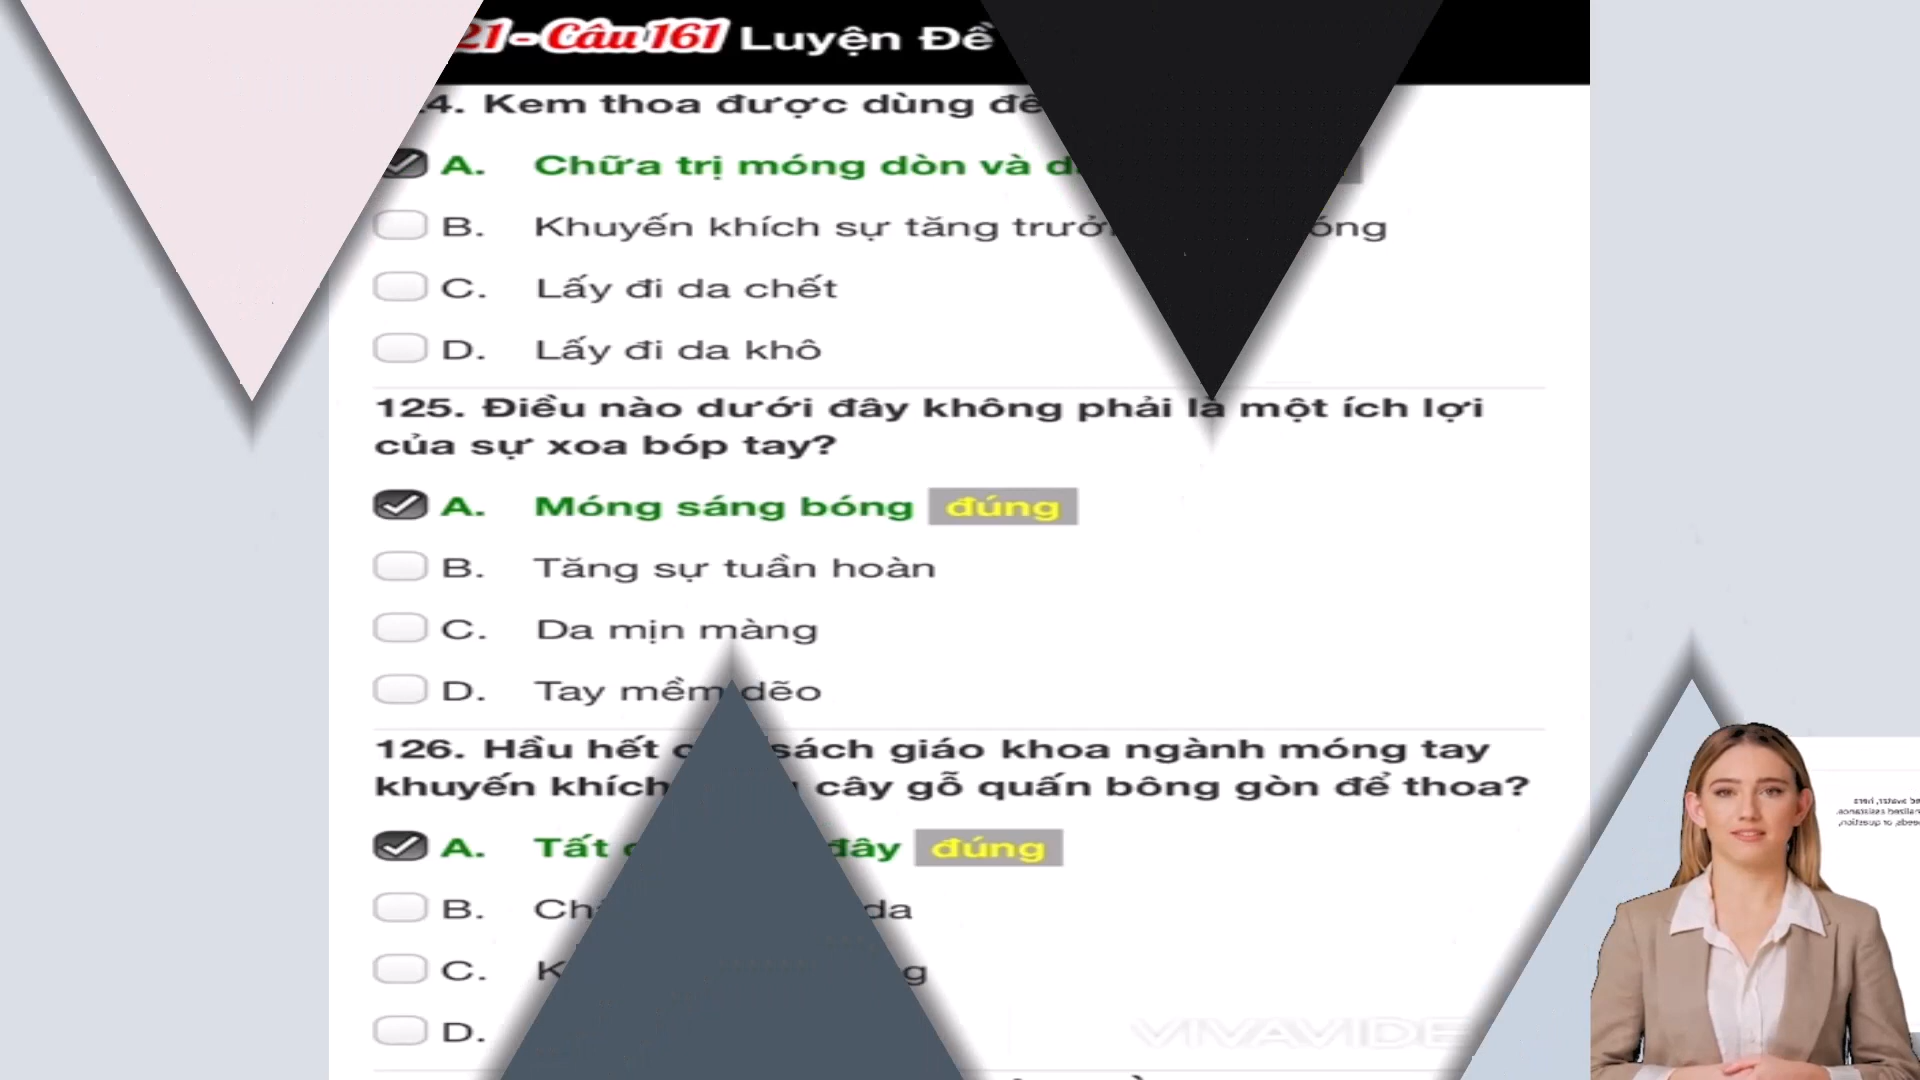 21 - Câu 161 Luyện Đề
4. Kem thoa được dùng để
A. Chữa trị móng dòn và
B. Khuyến khích sự tăng
C. Lấy đi da chết
D. Lấy đi da khô
125. Điều nào dưới đây không phải là một ích lợi
của sự xoa bóp tay?
A. Móng sáng bóng đúng
B. Tăng sự tuần hoàn
C. Da mịn màng
D. Tay mềm dẽo
126. Hầu hết sách giáo khoa ngành móng tay
khuyến khích cây gỗ quấn bông gòn để thoa?
A. Tất đây đúng
B. da
C.
D.
VIVAVIDE